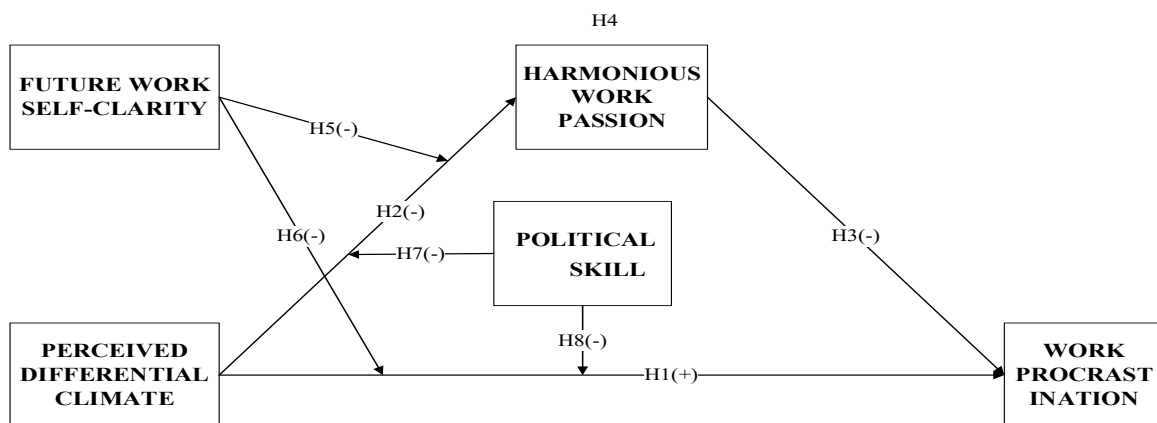 H4
FUTURE WORK
SELF-CLARITY
HARMONIOUS
WORK
PASSION
H5(-)
H2(-)
H6(-)
H7(-)
POLITICAL
SKILL
H3(-)
H8(-)
PERCEIVED
DIFFERENTIAL
CLIMATE
H1(+)
WORK
PROCRAST
INATION